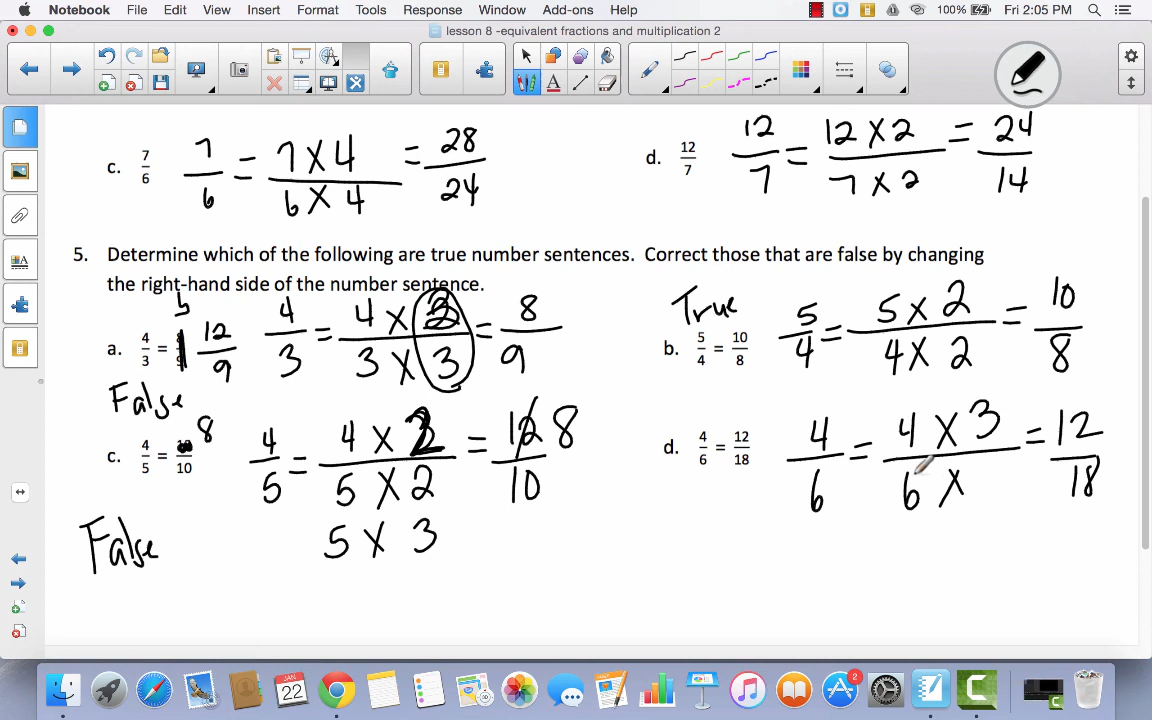 Notebook File Edit View Insert Format Tools Response Window Add-ons Help 100% Fri 2:05 PM
lesson 8 -equivalent fractions and multiplication 2
c. 7/6 7/6 = 7 X 4 / 6 X 4 = 28/24
d. 12/7 12/7 = 12 X 2 / 7 X 2 = 24/14
5. Determine which of the following are true number sentences. Correct those that are false by changing
the right-hand side of the number sentence.
a. 4/3 = 12/9 4/3 = 4 X / 3 X 3 = 8/9
False
True
b. 5/4 = 10/8 5/4 = 5 X 2 / 4 X 2 = 10/8
c. 4/5 = 8/10 4/5 = 4 X 2 / 5 X 2 = 12/10 8
5 X 3
False
d. 4/6 = 12/18 4/6 = 4 X 3 / 6 X = 12/18
JAN 22
2